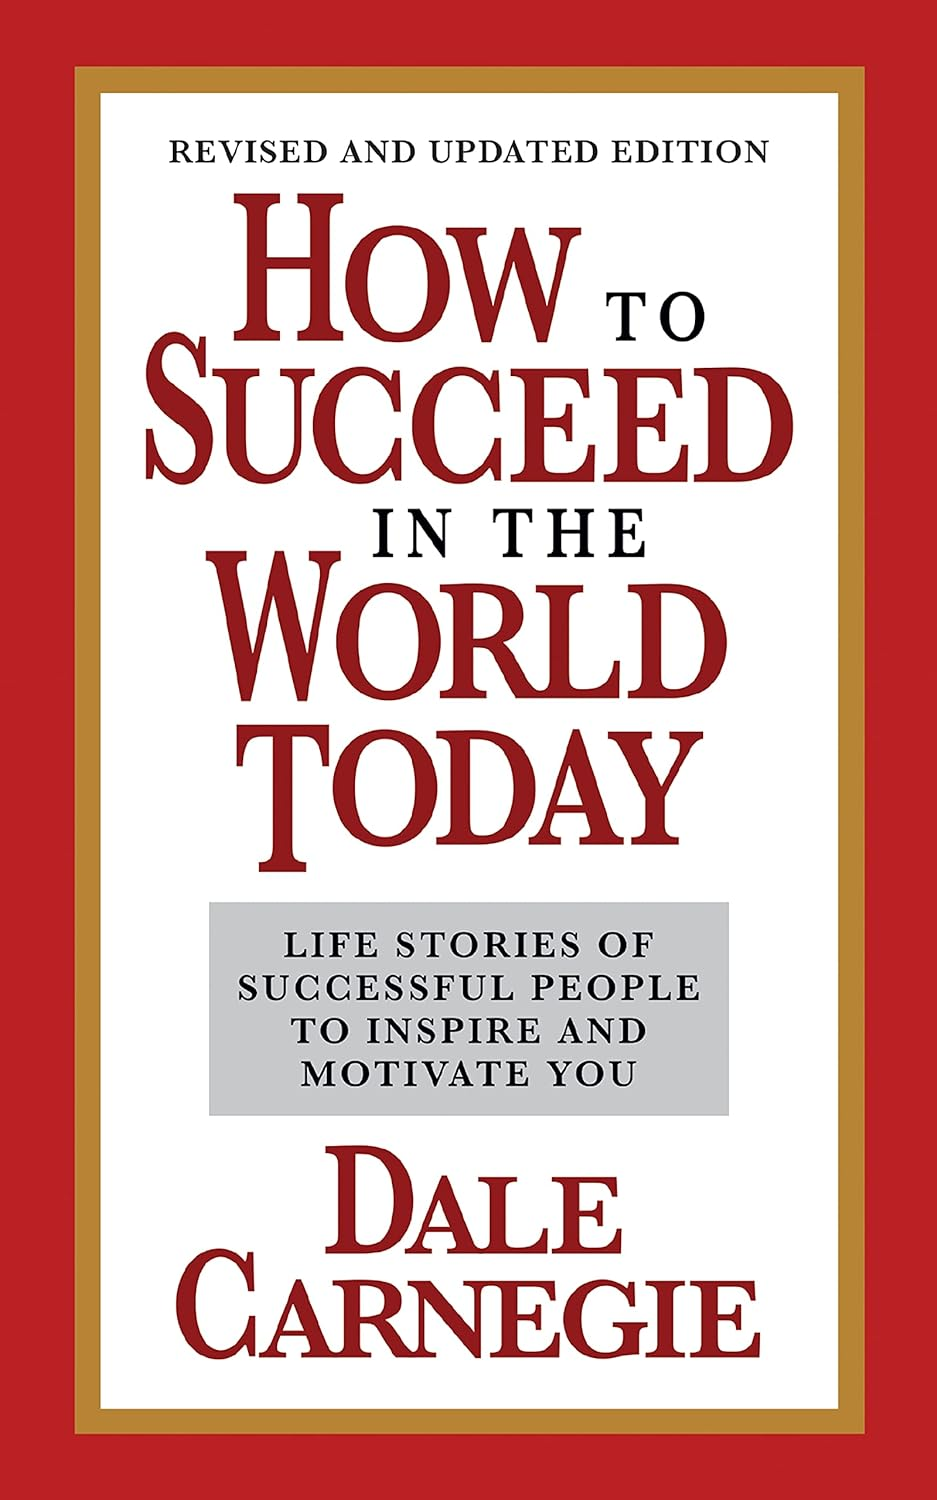 REVISED AND UPDATED EDITION
HOW TO
SUCCEED
IN THE
WORLD
TODAY
LIFE STORIES OF
SUCCESSFUL PEOPLE
TO INSPIRE AND
MOTIVATE YOU
DALE
CARNEGIE